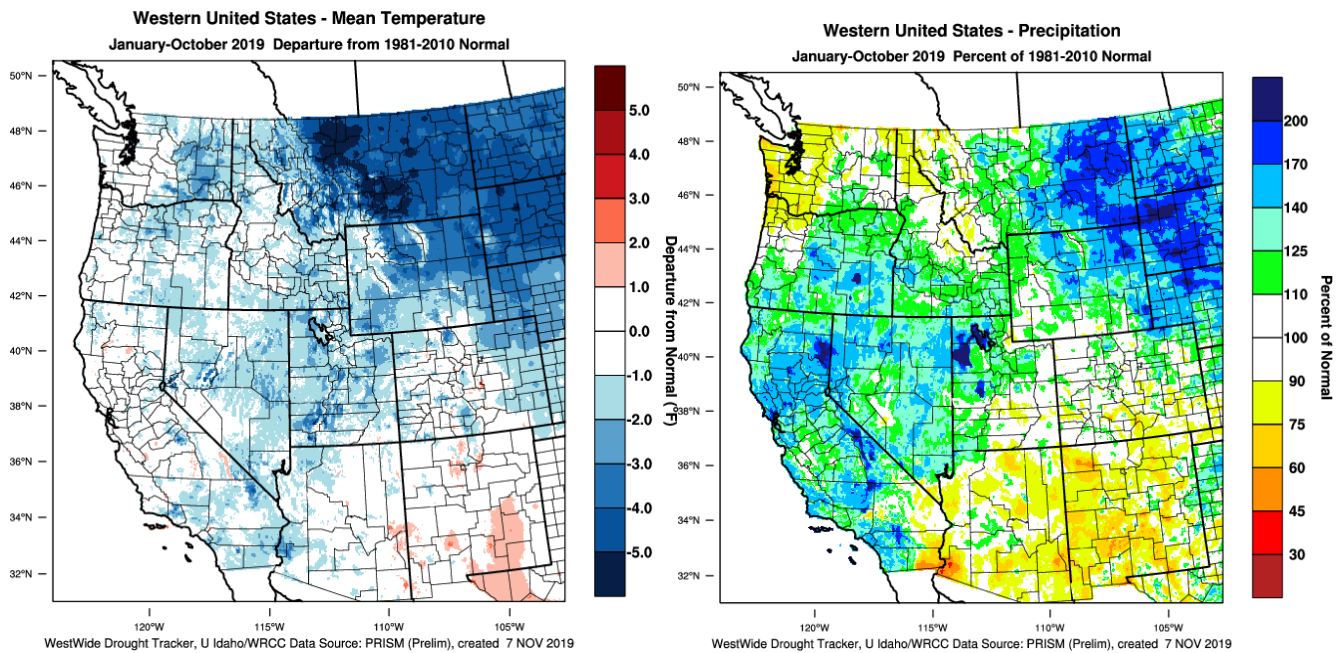 Western United States - Mean Temperature
January-October 2019 Departure from 1981-2010 Normal
50°N
48°N
46°N
44°N
42°N
40°N
38°N
36°N
34°N
32°N
120°W
115°W
110°W
105°W
5.0
4.0
3.0
2.0
1.0
0.0
-1.0
-2.0
-3.0
-4.0
-5.0
Departure from Normal (°F)
WestWide Drought Tracker, U Idaho/WRCC Data Source: PRISM (Prelim), created 7 NOV 2019
Western United States - Precipitation
January-October 2019 Percent of 1981-2010 Normal
50°N
48°N
46°N
44°N
42°N
40°N
38°N
36°N
34°N
32°N
120°W
115°W
110°W
105°W
200
170
140
125
110
100
90
75
60
45
30
Percent of Normal
WestWide Drought Tracker, U Idaho/WRCC Data Source: PRISM (Prelim), created 7 NOV 2019